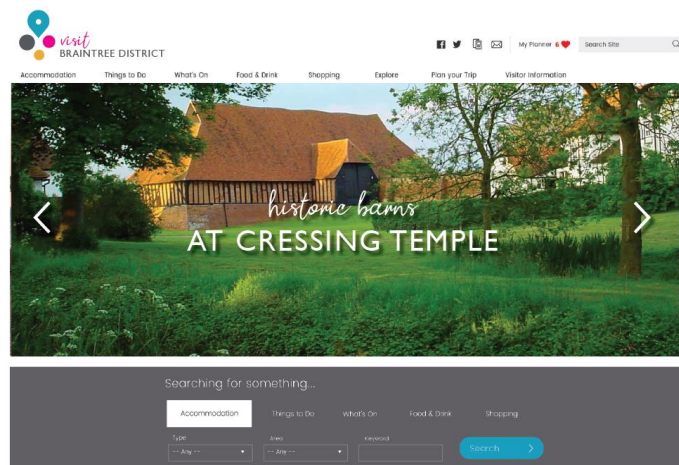 visit
BRAINTREE DISTRICT
My Planner 6
Search Site
Accommodation Things to Do What's On Food & Drink Shopping Explore Plan your Trip Visitor Information
historic barns
AT CRESSING TEMPLE
Searching for something...
Accommodation Things to Do What's On Food & Drink Shopping
Type Area Keyword
-- Any -- -- Any -- Search